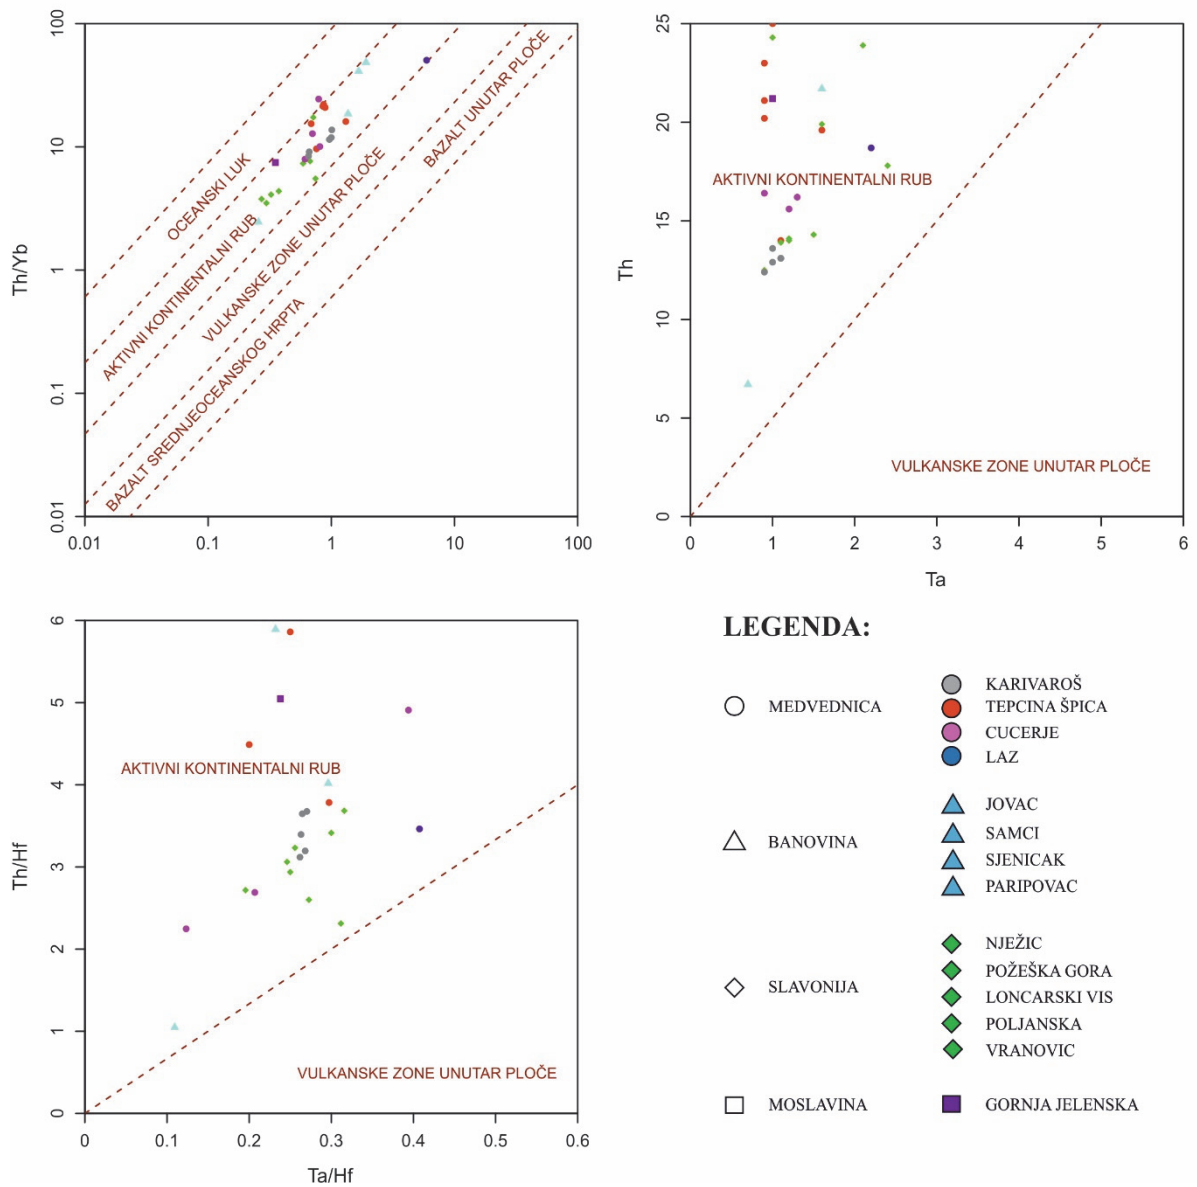 100
10
1
0.1
0.01
Th/Yb
OCEANSKI LUK
AKTIVNI KONTINENTALNI RUB
VULKANSKE ZONE UNUTAR PLOČE
BAZALT UNUTAR PLOČE
BAZALT SREDNJEOCEANSKOG HRPTA
0.01 0.1 1 10 100
25
20
15
10
5
0
Th
AKTIVNI KONTINENTALNI RUB
VULKANSKE ZONE UNUTAR PLOČE
0 1 2 3 4 5 6
Ta
6
5
4
3
2
1
0
Th/Hf
AKTIVNI KONTINENTALNI RUB
VULKANSKE ZONE UNUTAR PLOČE
0 0.1 0.2 0.3 0.4 0.5 0.6
Ta/Hf
LEGENDA:
MEDVEDNICA
KARIVAROŠ
TEPCINA ŠPICA
CUCERJE
LAZ
BANOVINA
JOVAC
SAMCI
SJENICAK
PARIPOVAC
SLAVONIJA
NJEŽIC
POŽEŠKA GORA
LONCARSKI VIS
POLJANSKA
VRANOVIC
MOSLAVINA
GORNJA JELENSKA